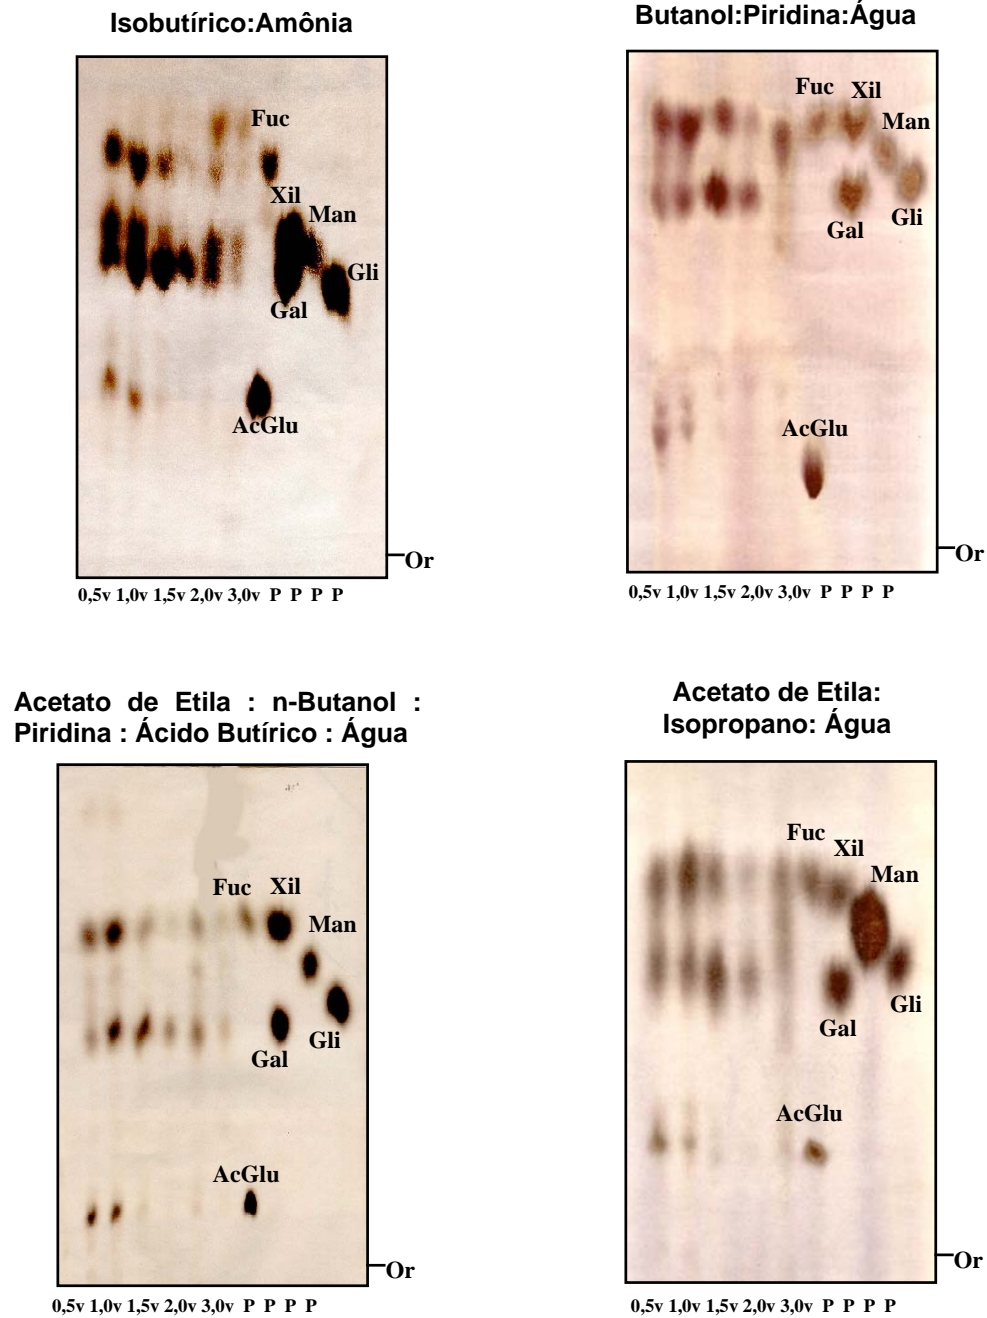 Isobutírico:Amônia
Fuc
Xil
Man
Gli
Gal
AcGlu
Or
0,5v 1,0v 1,5v 2,0v 3,0v P P P P
Butanol:Piridina:Água
Fuc
Xil
Man
Gli
Gal
AcGlu
Or
0,5v 1,0v 1,5v 2,0v 3,0v P P P P
Acetato de Etila : n-Butanol :
Piridina : Ácido Butírico : Água
Fuc
Xil
Man
Gli
Gal
AcGlu
Or
0,5v 1,0v 1,5v 2,0v 3,0v P P P P
Acetato de Etila:
Isopropano: Água
Fuc
Xil
Man
Gli
Gal
AcGlu
Or
0,5v 1,0v 1,5v 2,0v 3,0v P P P P